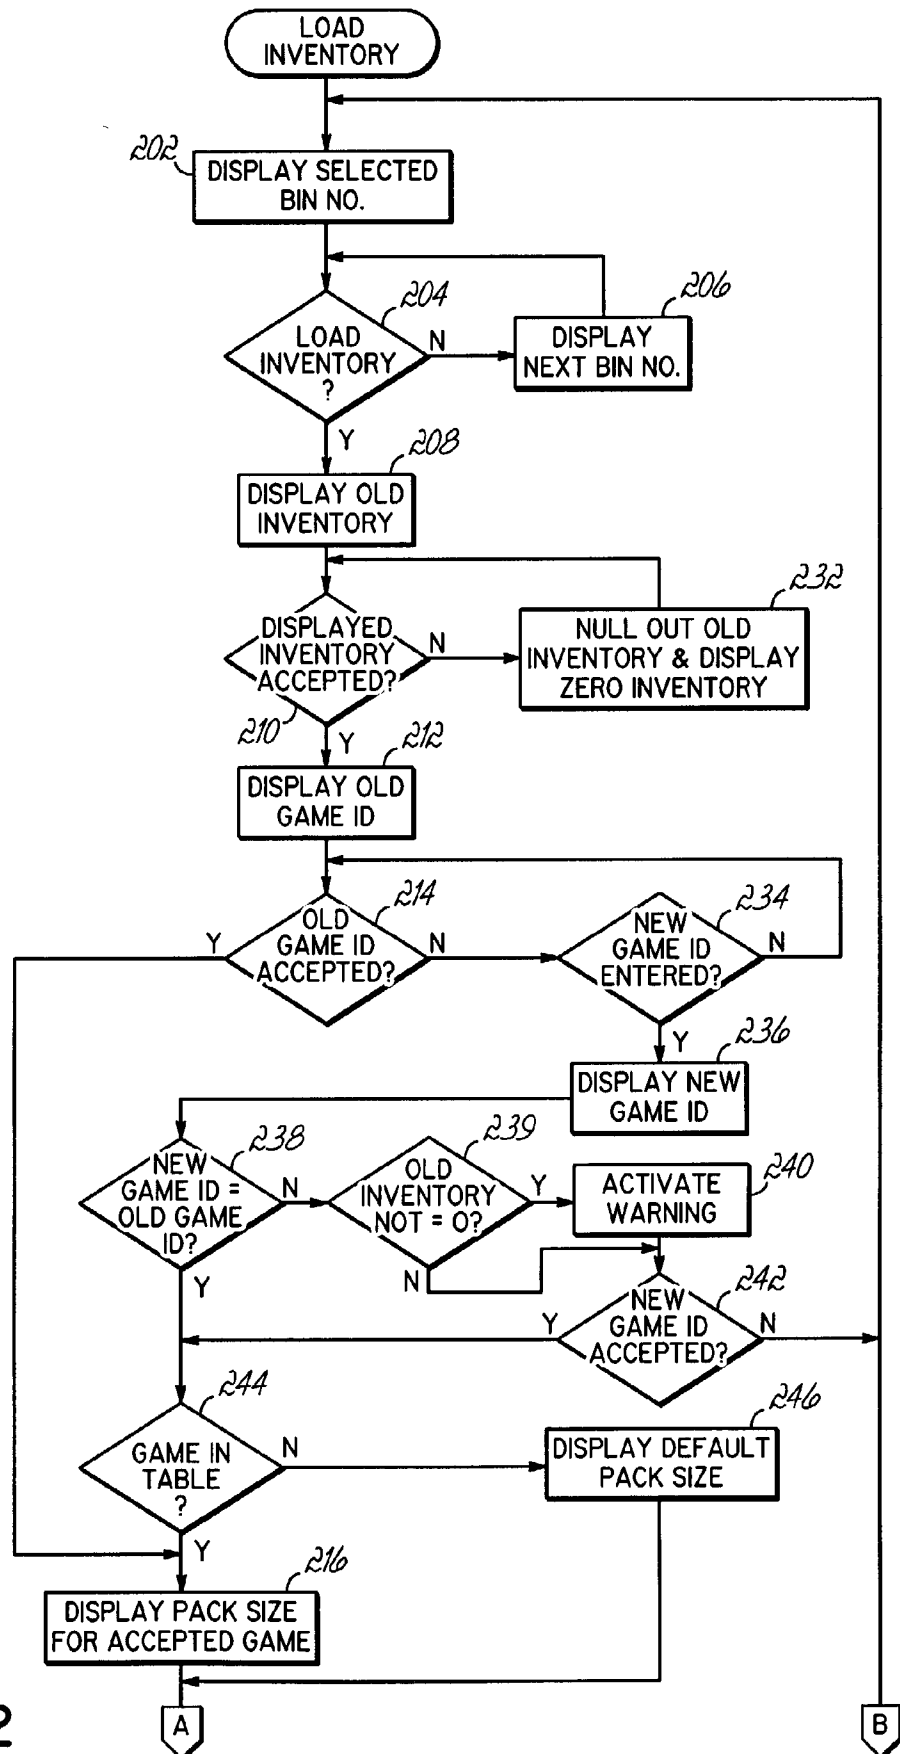 LOAD
INVENTORY
202
DISPLAY SELECTED
BIN NO.
204
206
LOAD
INVENTORY
?
N
DISPLAY
NEXT BIN NO.
Y
208
DISPLAY OLD
INVENTORY
232
DISPLAYED
INVENTORY
ACCEPTED?
N
NULL OUT OLD
INVENTORY & DISPLAY
ZERO INVENTORY
210
Y
212
DISPLAY OLD
GAME ID
214
234
Y
OLD
GAME ID
ACCEPTED?
N
NEW
GAME ID
ENTERED?
N
Y
236
DISPLAY NEW
GAME ID
238
239
240
NEW
GAME ID =
OLD GAME
ID?
N
OLD
INVENTORY
NOT = 0?
Y
ACTIVATE
WARNING
Y
N
242
Y
NEW
GAME ID
ACCEPTED?
N
244
246
GAME IN
TABLE
?
N
DISPLAY DEFAULT
PACK SIZE
Y
216
DISPLAY PACK SIZE
FOR ACCEPTED GAME
2
A
B